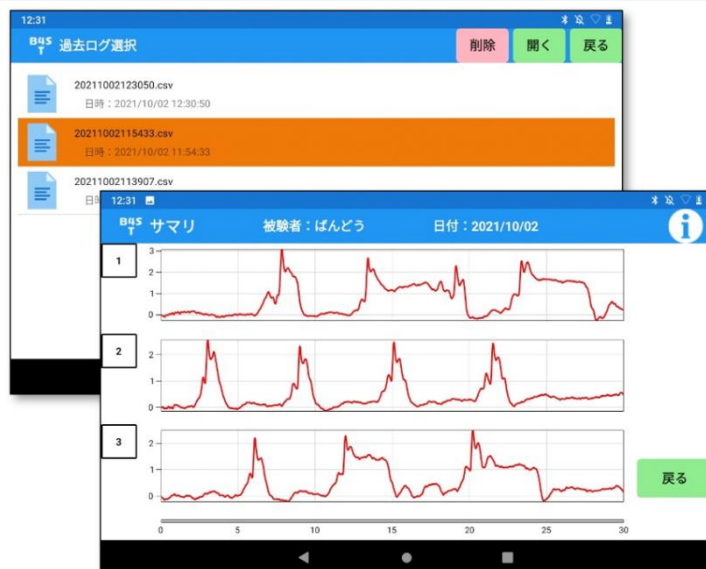 12:31
B4S
T
過去ログ選択
削除
開く
戻る
20211002123050.csv
日時：2021/10/02 12:30:50
20211002115433.csv
日時：2021/10/02 11:54:33
20211002113907.csv
日
12:31
B4S
T
サマリ
被験者：ばんどう
日付：2021/10/02
i
1
3
2
1
0
2
2
1
0
3
2
1
0
0
5
10
15
20
25
30
戻る